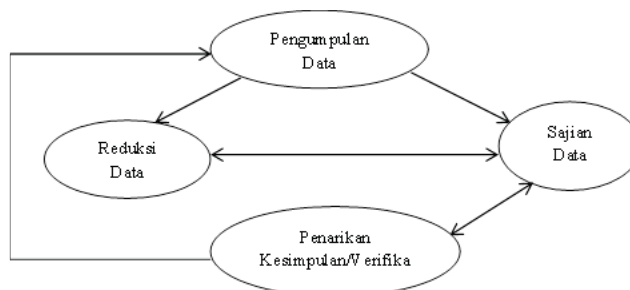 Pengumpulan
Data
Reduksi
Data
Sajian
Data
Penarikan
Kesimpulan/Verifika